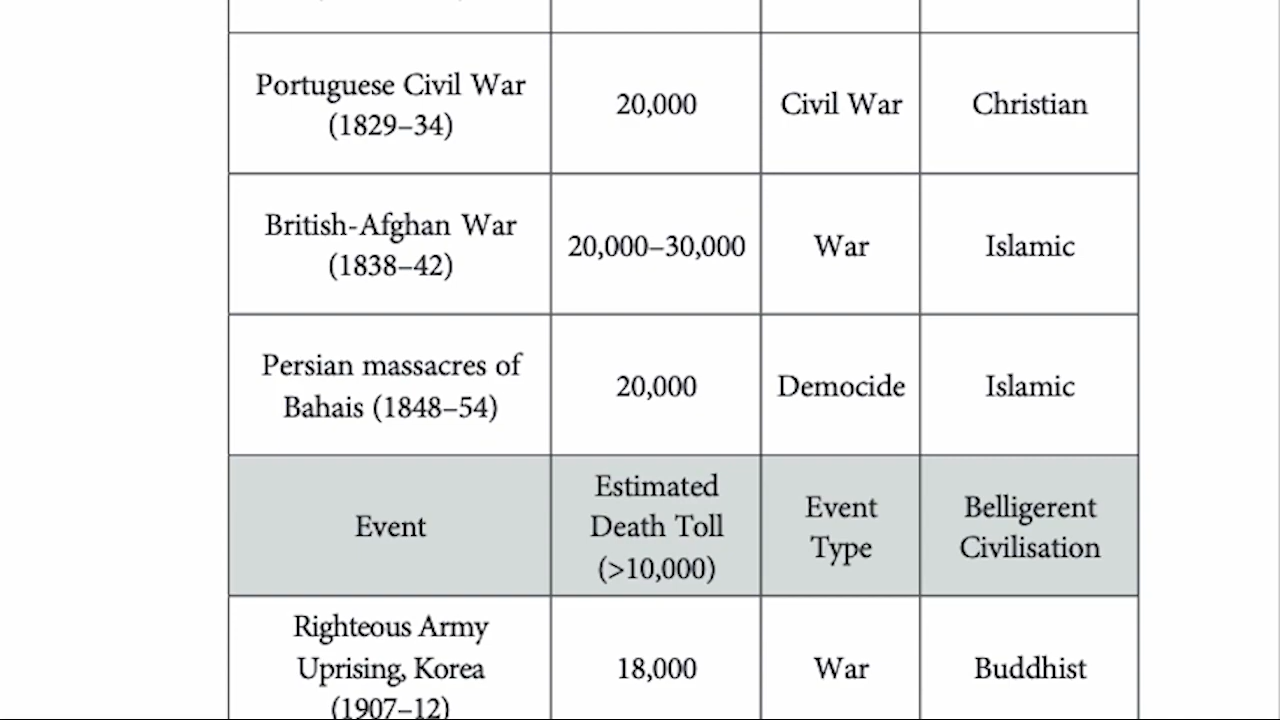 Portuguese Civil War
(1829–34)
20,000
Civil War
Christian
British-Afghan War
(1838–42)
20,000–30,000
War
Islamic
Persian massacres of
Bahais (1848–54)
20,000
Democide
Islamic
Event
Estimated
Death Toll
(>10,000)
Event
Type
Belligerent
Civilisation
Righteous Army
Uprising, Korea
(1907–12)
18,000
War
Buddhist